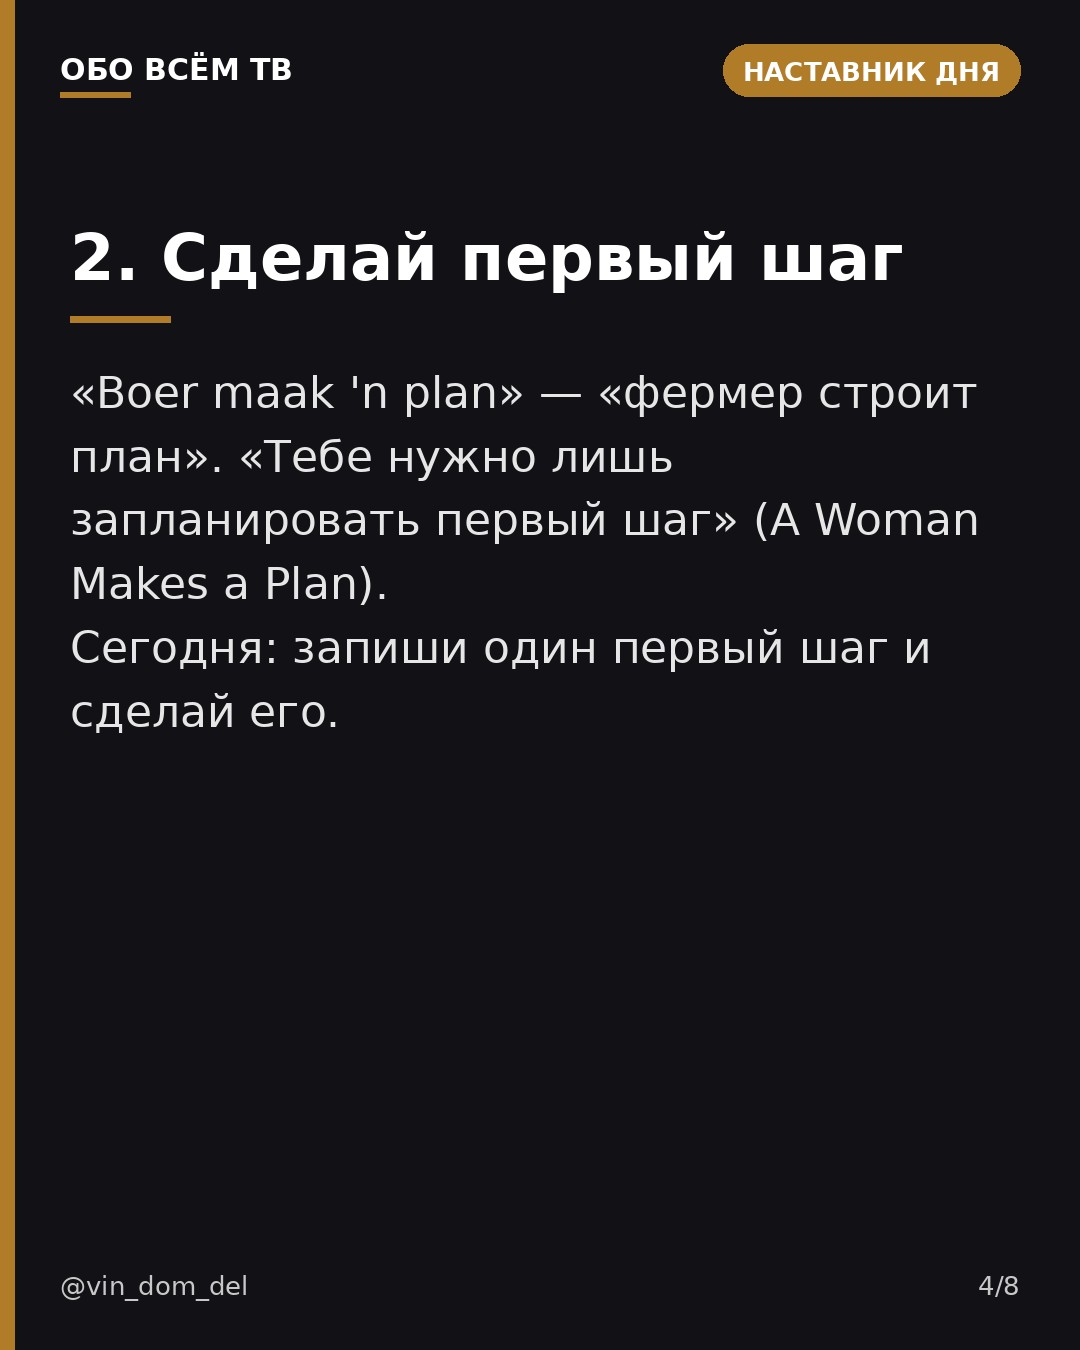 ОБО ВСЁМ ТВ
НАСТАВНИК ДНЯ
2. Сделай первый шаг
«Boer maak 'n plan» — «фермер строит
план». «Тебе нужно лишь
запланировать первый шаг» (A Woman
Makes a Plan).
Сегодня: запиши один первый шаг и
сделай его.
@vin_dom_del
4/8